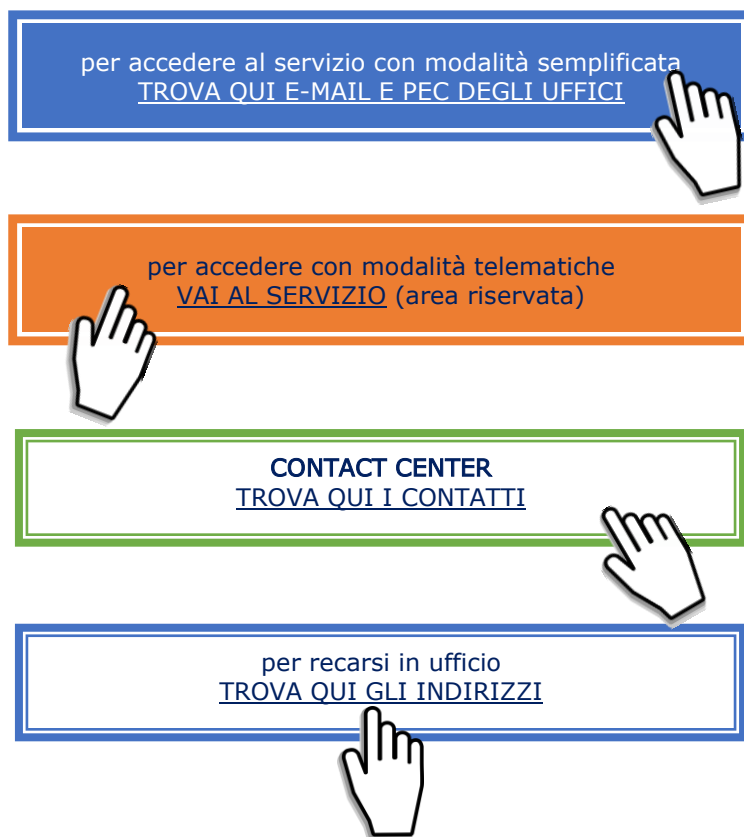 per accedere al servizio con modalità semplificata
TROVA QUI E-MAIL E PEC DEGLI UFFICI
per accedere con modalità telematiche
VAI AL SERVIZIO (area riservata)
CONTACT CENTER
TROVA QUI I CONTATTI
per recarsi in ufficio
TROVA QUI GLI INDIRIZZI